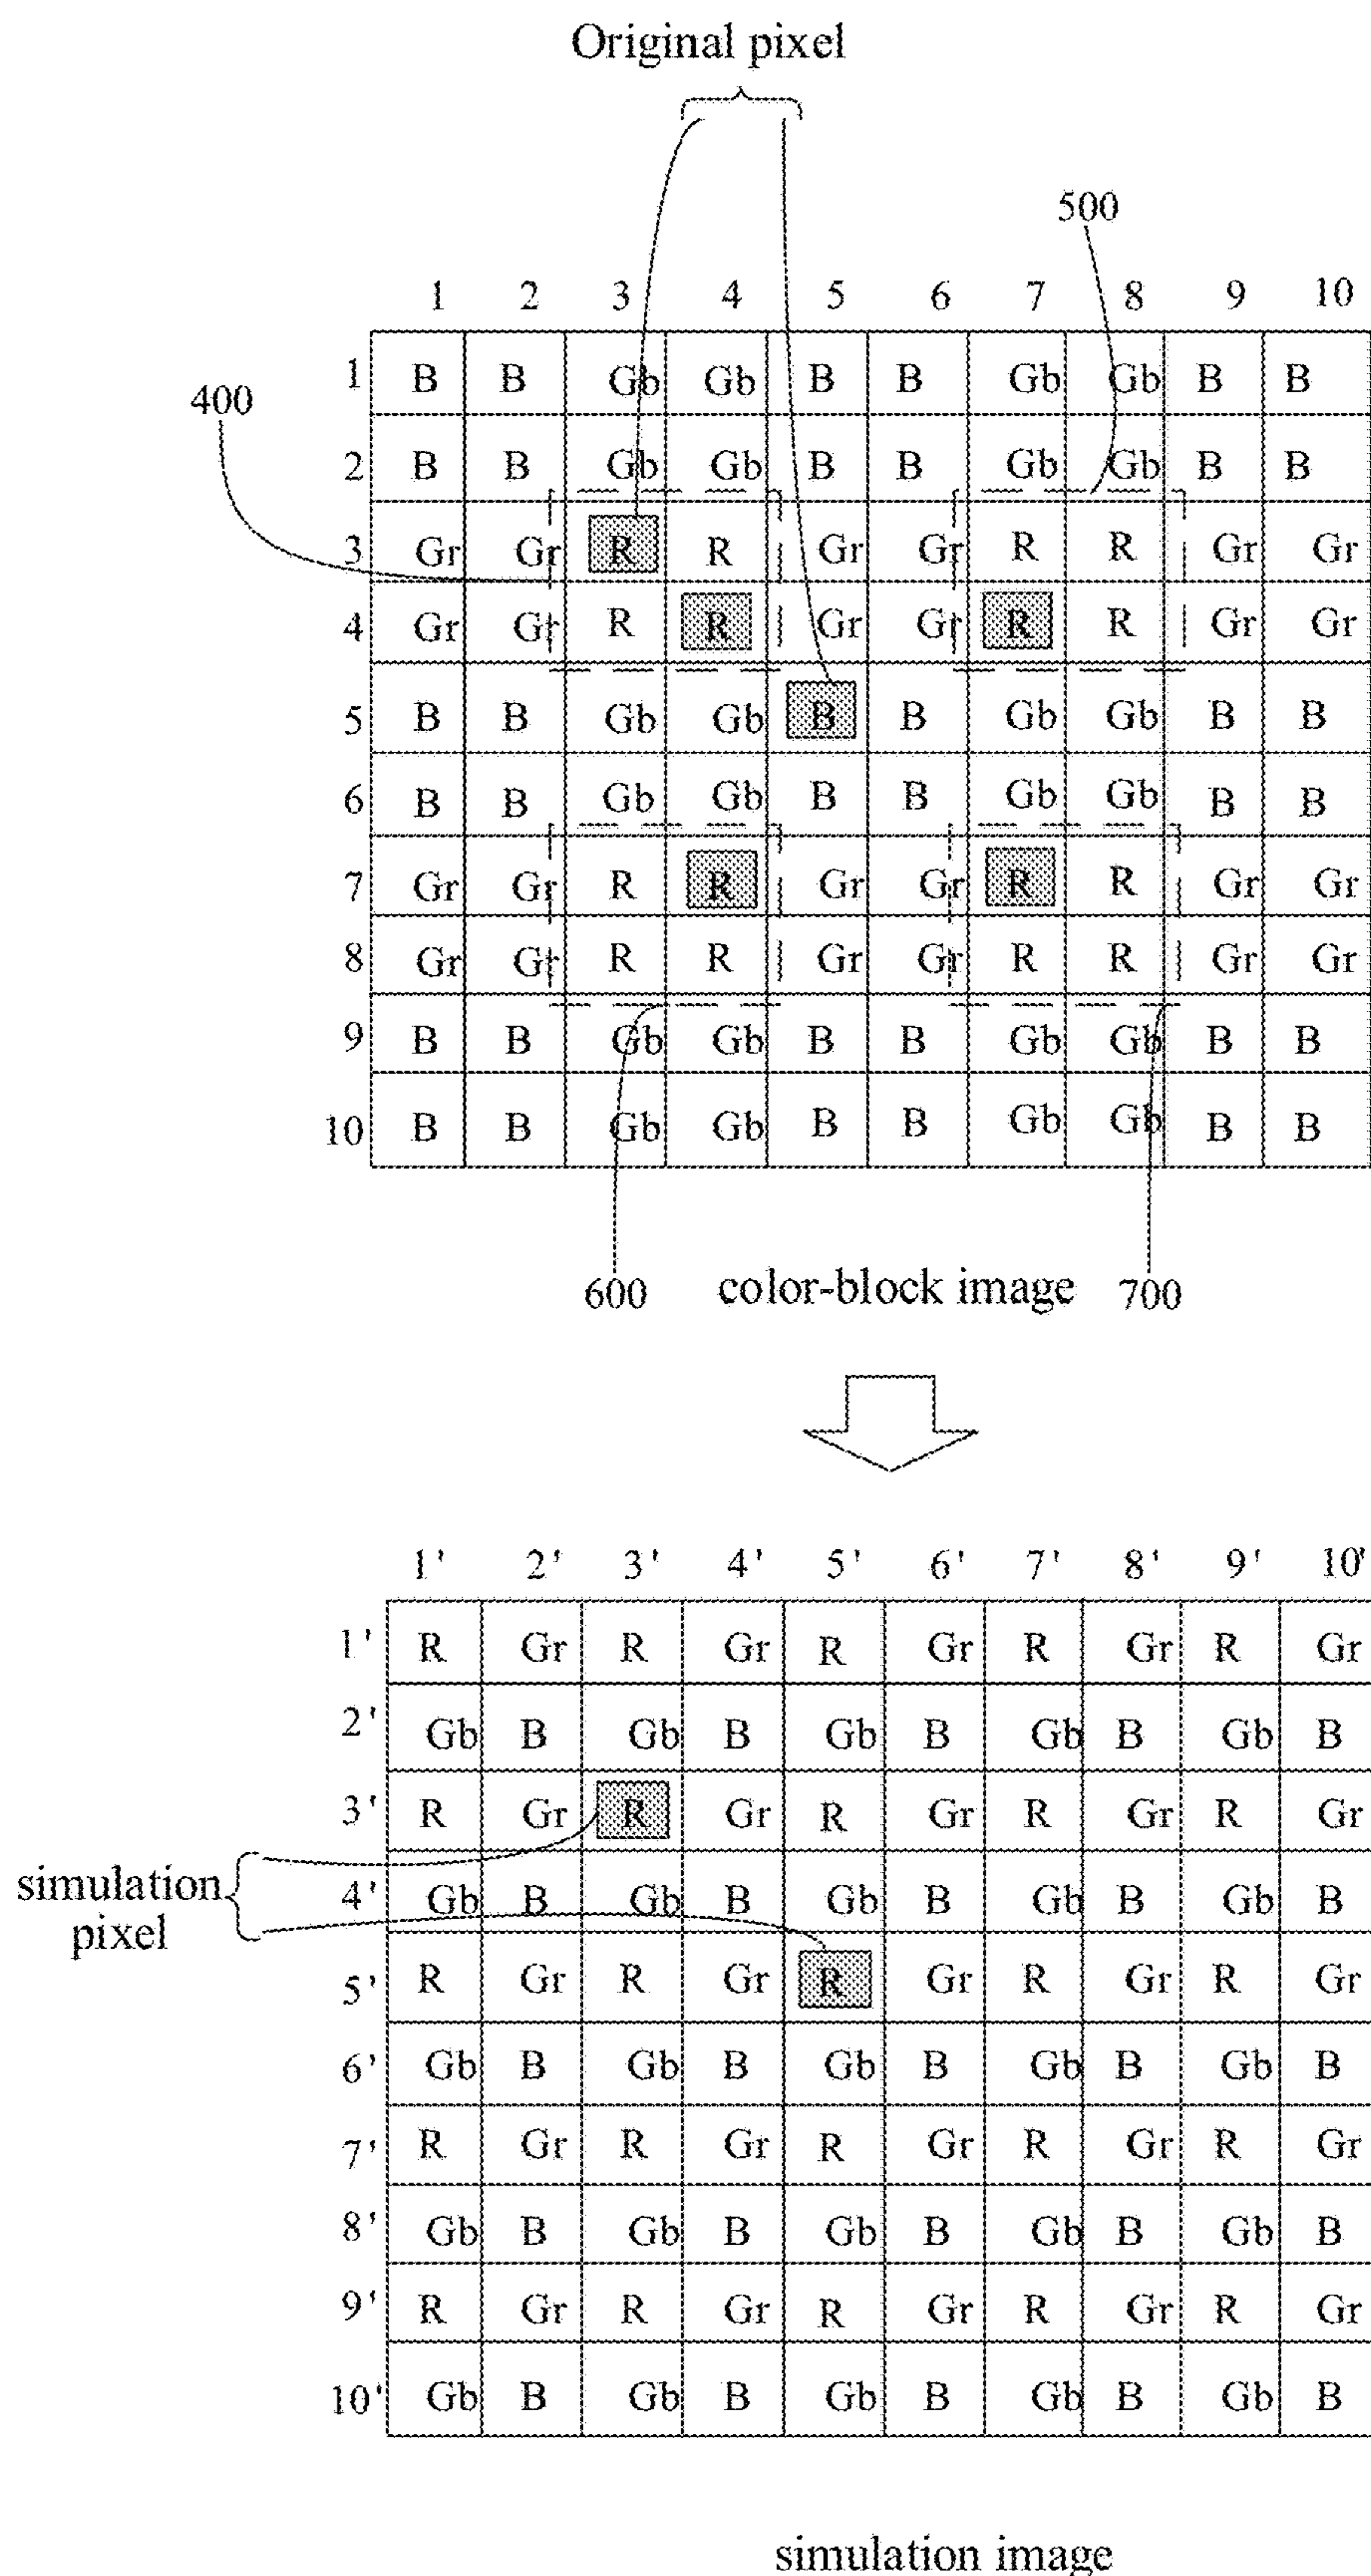 Original pixel
500
1 2 3 4 5 6 7 8 9 10
400
1 B B Gb Gb B B Gb Gb B B
2 B B Gb Gb B B Gb Gb B B
3 Gr Gr R R Gr Gr R R Gr Gr
4 Gr Gr R R Gr Gr R R Gr Gr
5 B B Gb Gb B B Gb Gb B B
6 B B Gb Gb B B Gb Gb B B
7 Gr Gr R R Gr Gr R R Gr Gr
8 Gr Gr R R Gr Gr R R Gr Gr
9 B B Gb Gb B B Gb Gb B B
10 B B Gb Gb B B Gb Gb B B
600 color-block image 700
1' 2' 3' 4' 5' 6' 7' 8' 9' 10'
1' R Gr R Gr R Gr R Gr R Gr
2' Gb B Gb B Gb B Gb B Gb B
3' R Gr R Gr R Gr R Gr R Gr
simulation
pixel
4' Gb B Gb B Gb B Gb B Gb B
5' R Gr R Gr R Gr R Gr R Gr
6' Gb B Gb B Gb B Gb B Gb B
7' R Gr R Gr R Gr R Gr R Gr
8' Gb B Gb B Gb B Gb B Gb B
9' R Gr R Gr R Gr R Gr R Gr
10' Gb B Gb B Gb B Gb B Gb B
simulation image